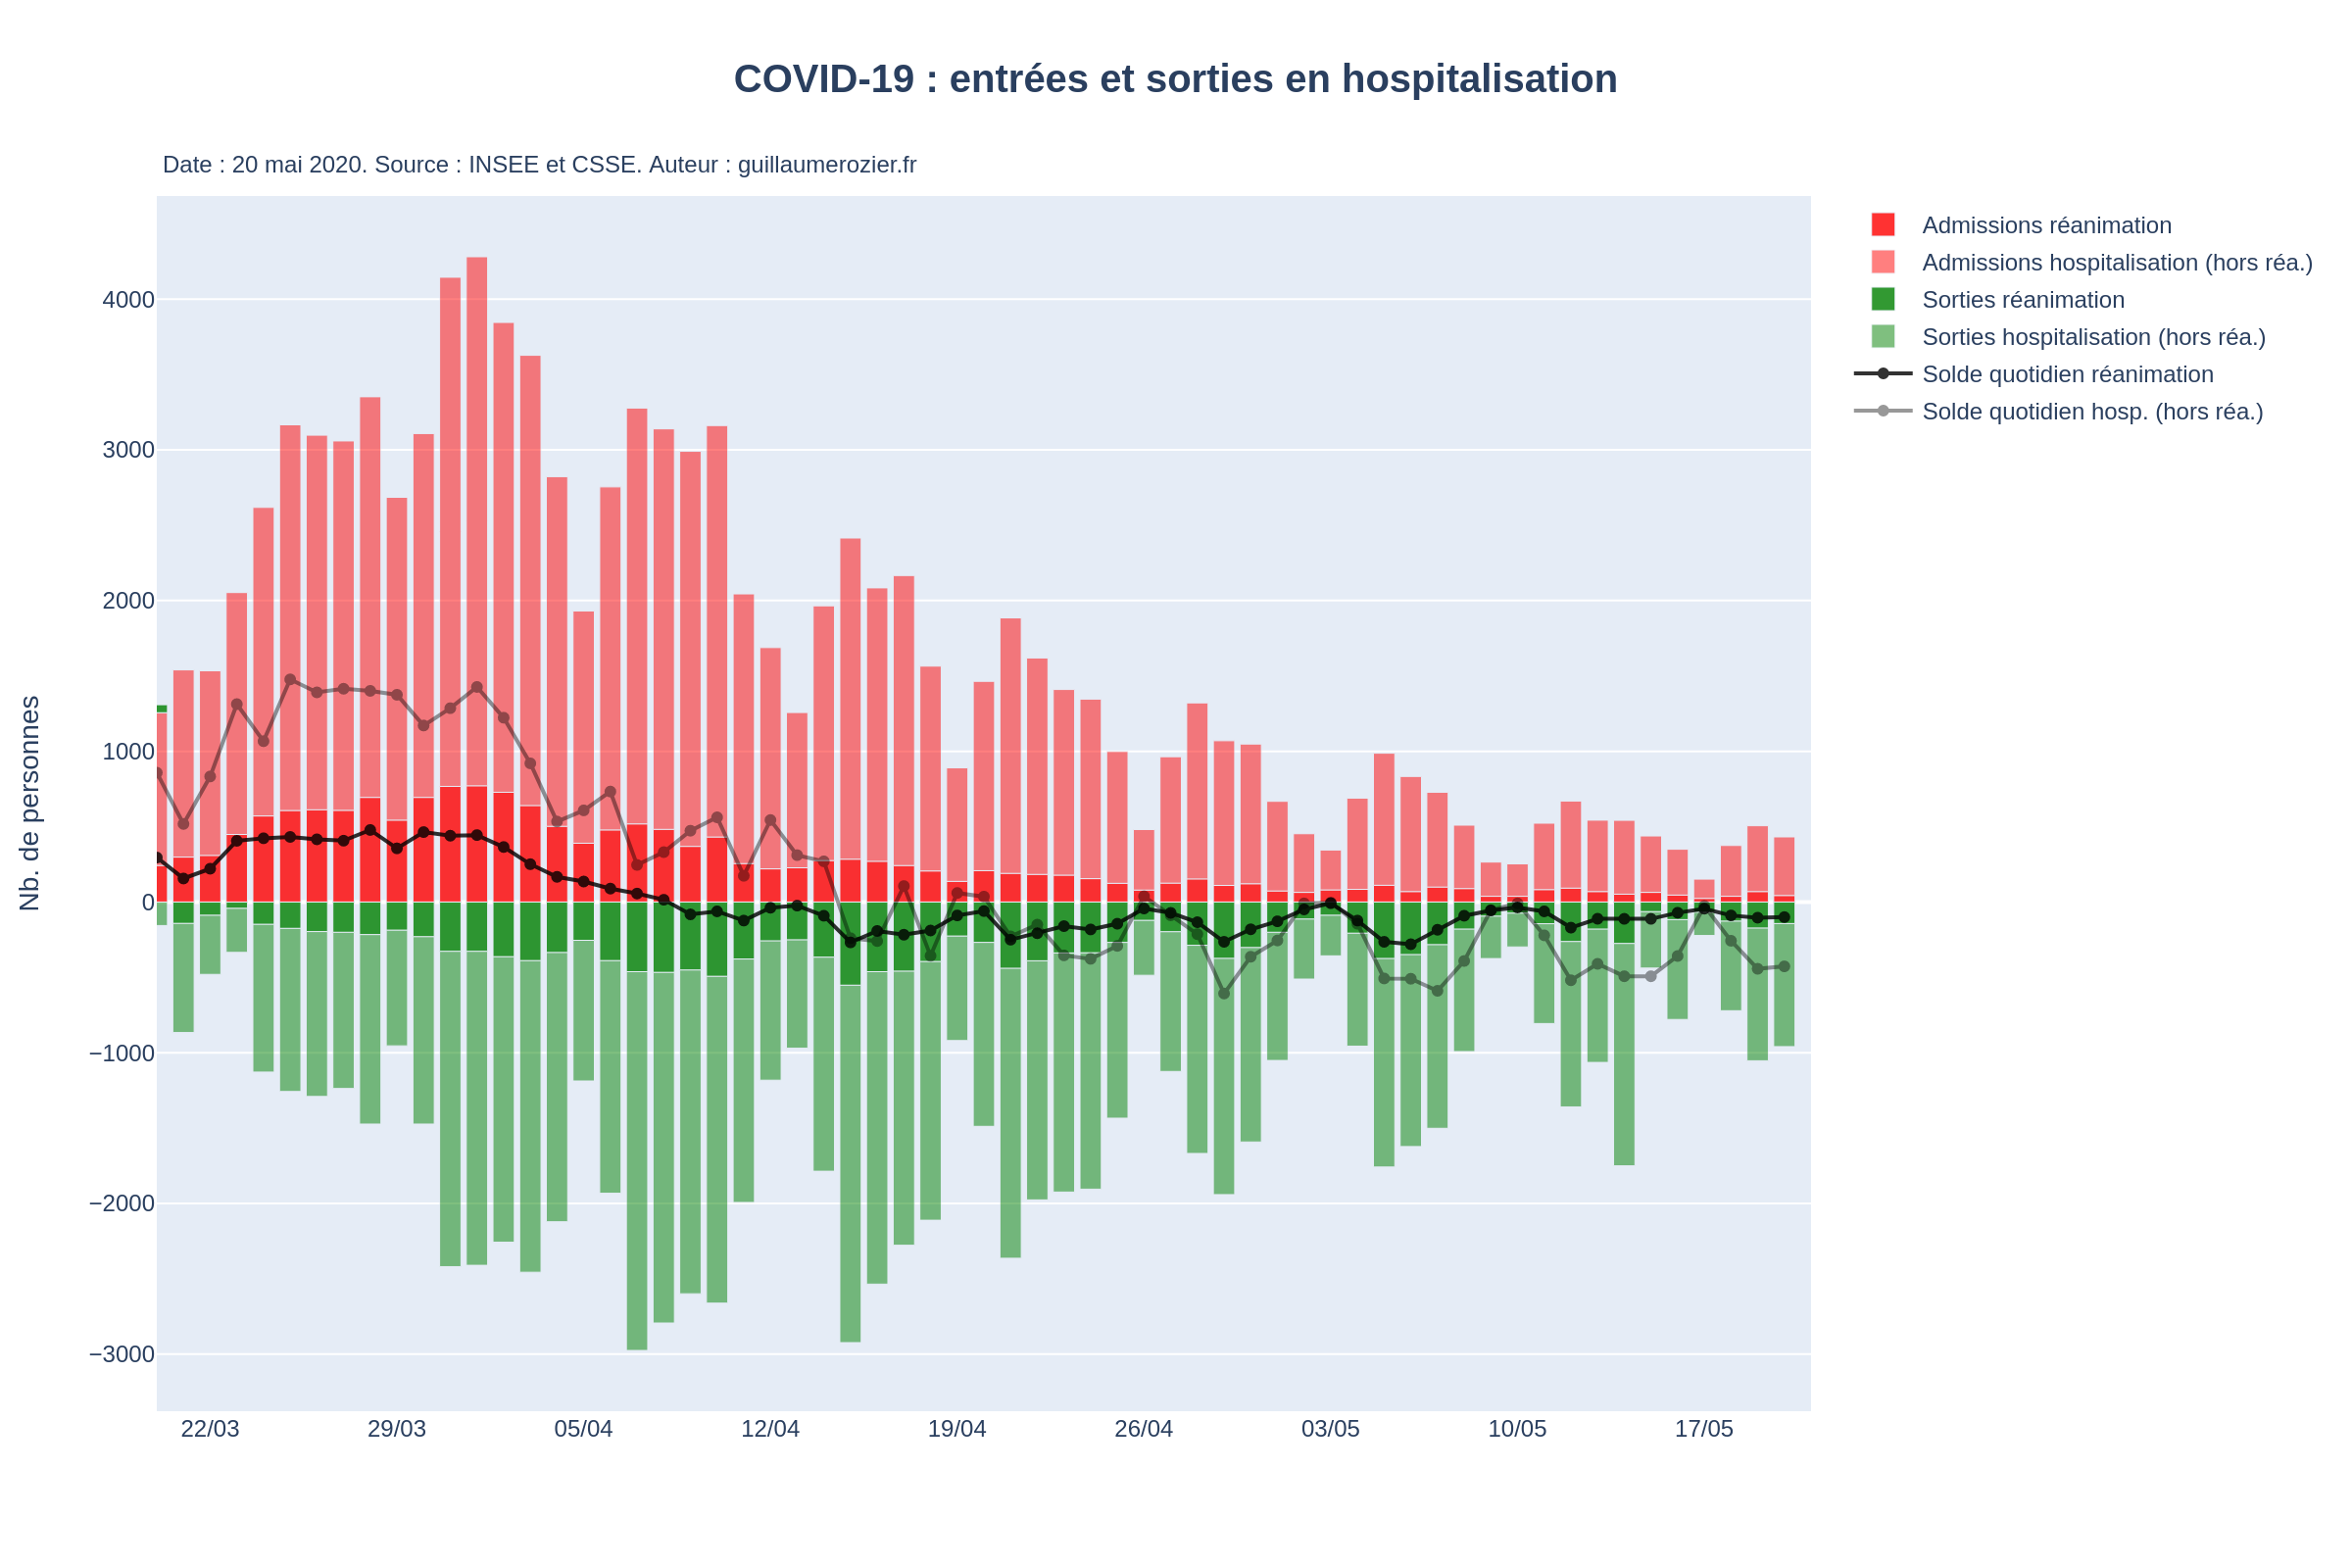 COVID-19 : entrées et sorties en hospitalisation
Date : 20 mai 2020. Source : INSEE et CSSE. Auteur : guillaumerozier.fr
Admissions réanimation
Admissions hospitalisation (hors réa.)
Sorties réanimation
Sorties hospitalisation (hors réa.)
Solde quotidien réanimation
Solde quotidien hosp. (hors réa.)
Nb. de personnes
4000
3000
2000
1000
0
−1000
−2000
−3000
22/03 29/03 05/04 12/04 19/04 26/04 03/05 10/05 17/05